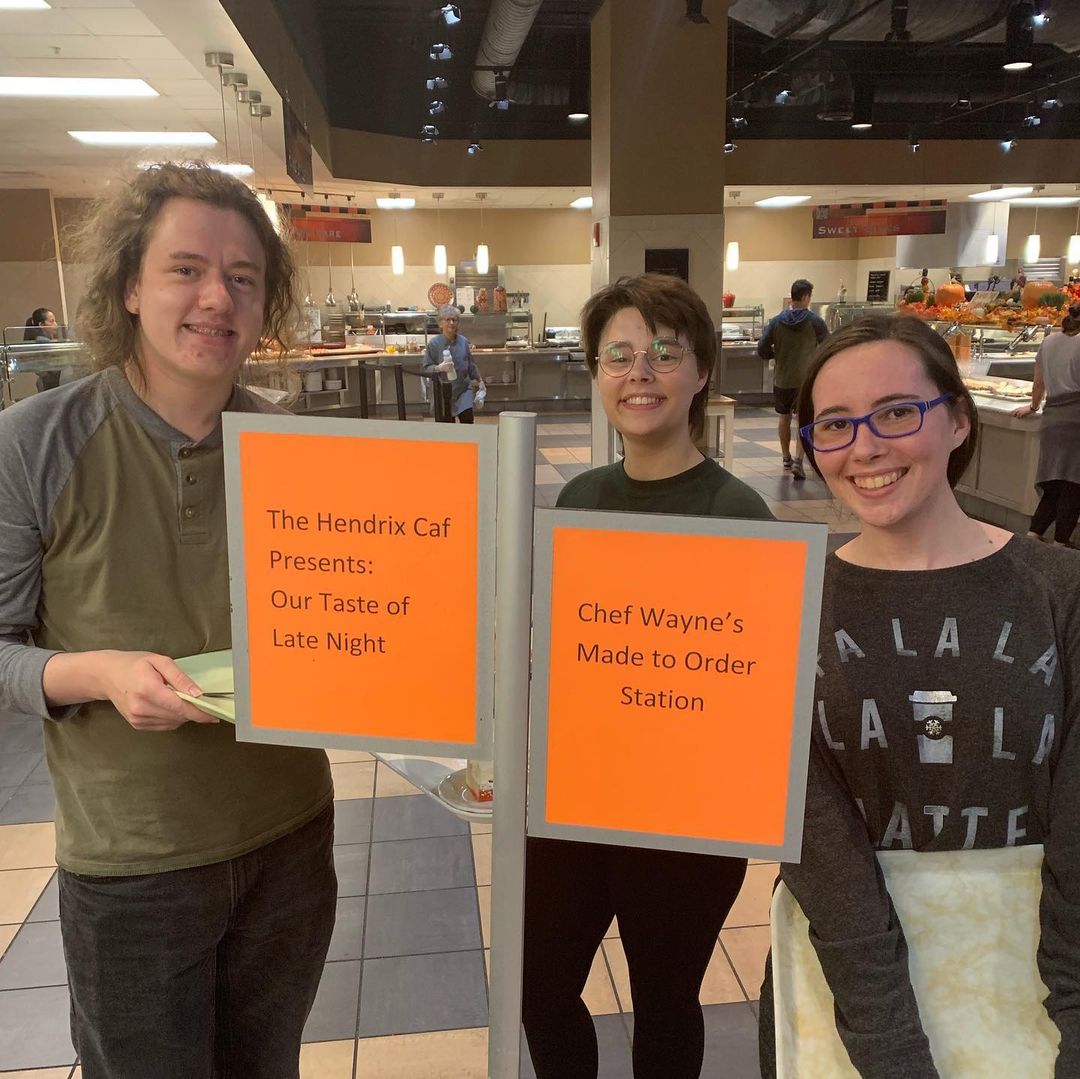 The Hendrix Caf
Presents:
Our Taste of
Late Night
Chef Wayne's
Made to Order
Station
LA LA LA
LA LA
LATTE